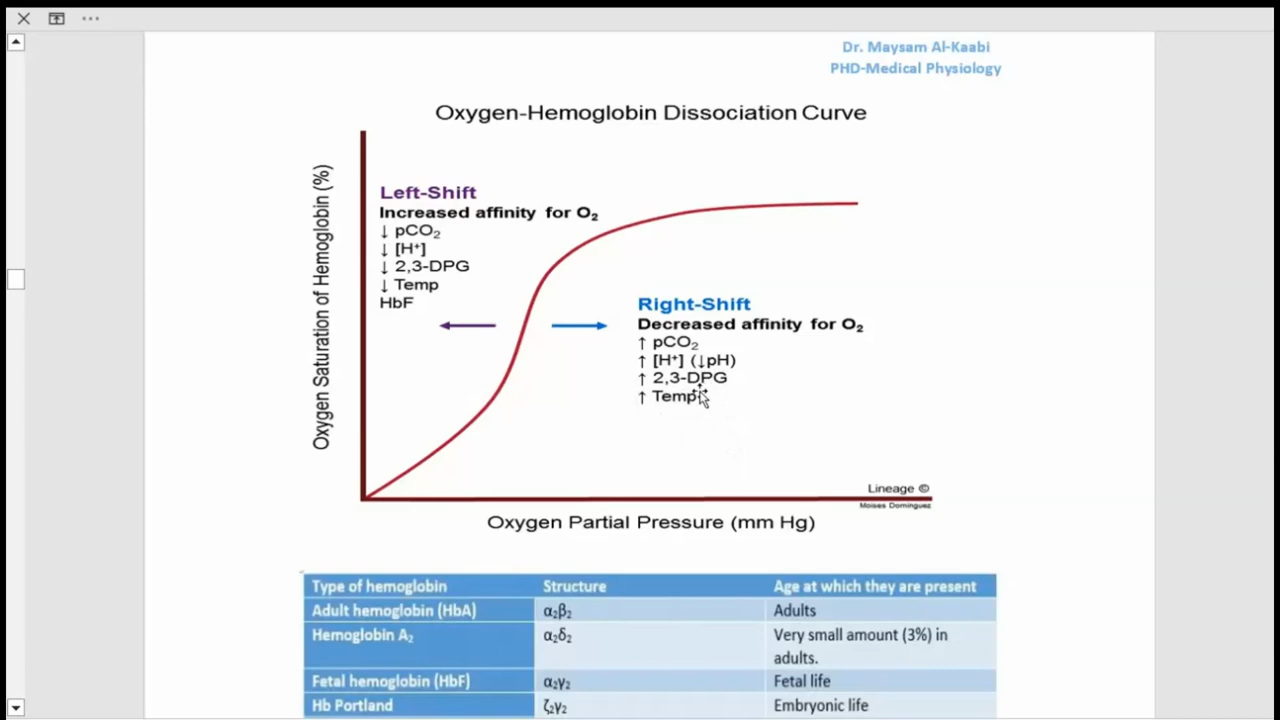 Dr. Maysam Al-Kaabi
PHD-Medical Physiology
Oxygen-Hemoglobin Dissociation Curve
Oxygen Saturation of Hemoglobin (%)
Left-Shift
Increased affinity for O₂
↓ pCO₂
↓ [H⁺]
↓ 2,3-DPG
↓ Temp
HbF
Right-Shift
Decreased affinity for O₂
↑ pCO₂
↑ [H⁺] (↓pH)
↑ 2,3-DPG
↑ Temp
Lineage ©
Moises Dominguez
Oxygen Partial Pressure (mm Hg)
Type of hemoglobin Structure Age at which they are present
Adult hemoglobin (HbA) α₂β₂ Adults
Hemoglobin A₂ α₂δ₂ Very small amount (3%) in
adults.
Fetal hemoglobin (HbF) α₂γ₂ Fetal life
Hb Portland ζ₂γ₂ Embryonic life